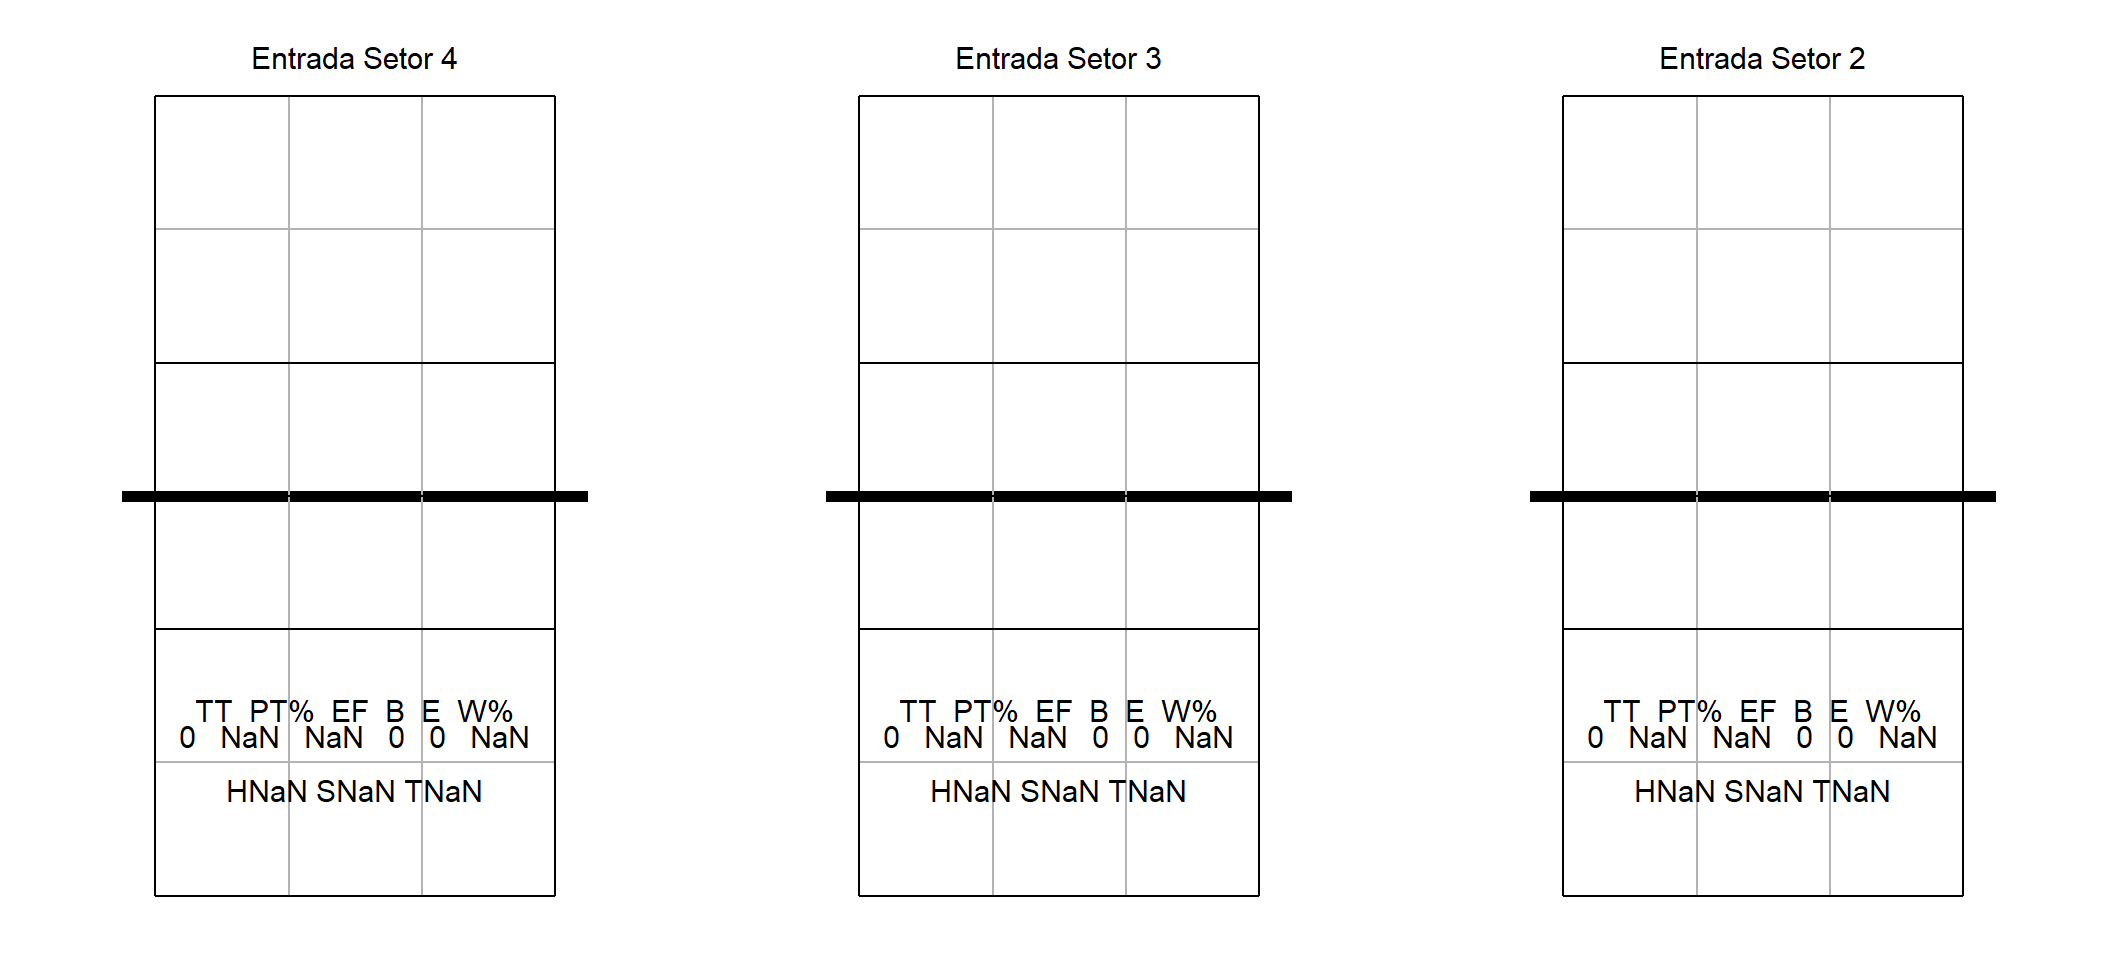 Entrada Setor 4
TT PT% EF B E W%
0 NaN NaN 0 0 NaN
HNaN SNaN TNaN
Entrada Setor 3
TT PT% EF B E W%
0 NaN NaN 0 0 NaN
HNaN SNaN TNaN
Entrada Setor 2
TT PT% EF B E W%
0 NaN NaN 0 0 NaN
HNaN SNaN TNaN